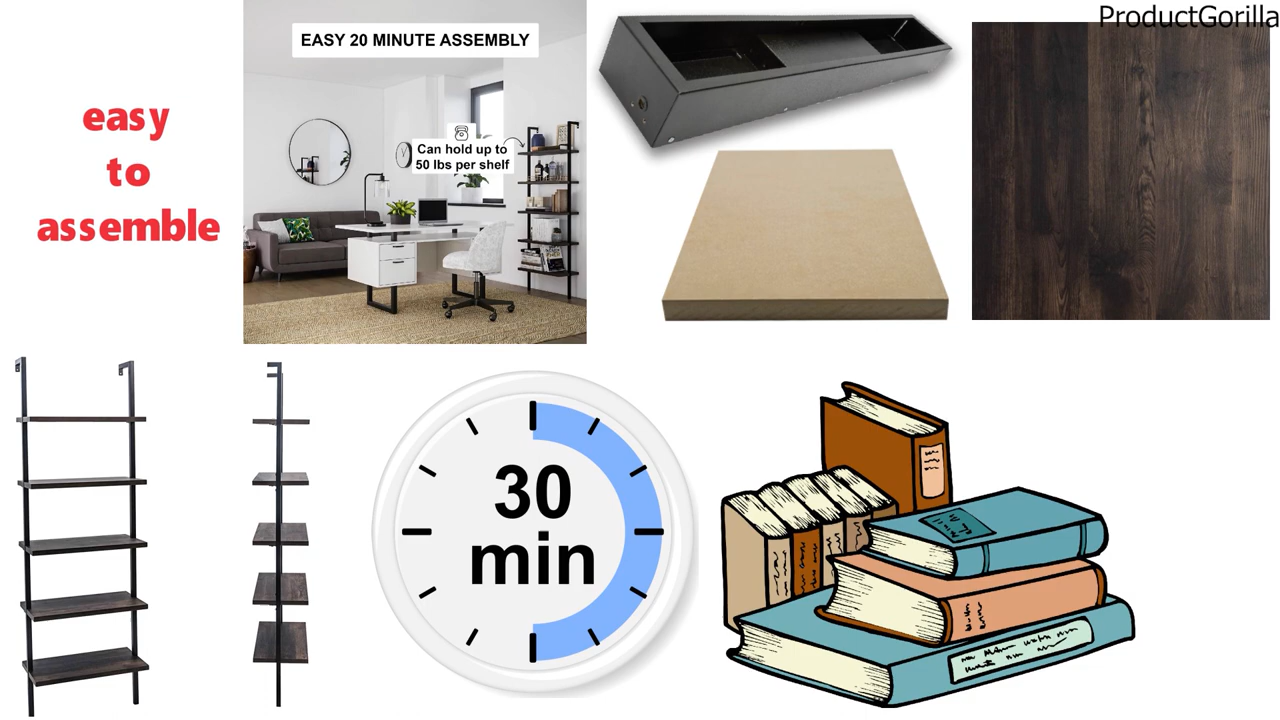 ProductGorilla
EASY 20 MINUTE ASSEMBLY
easy
to
assemble
Can hold up to
50 lbs per shelf
30
min